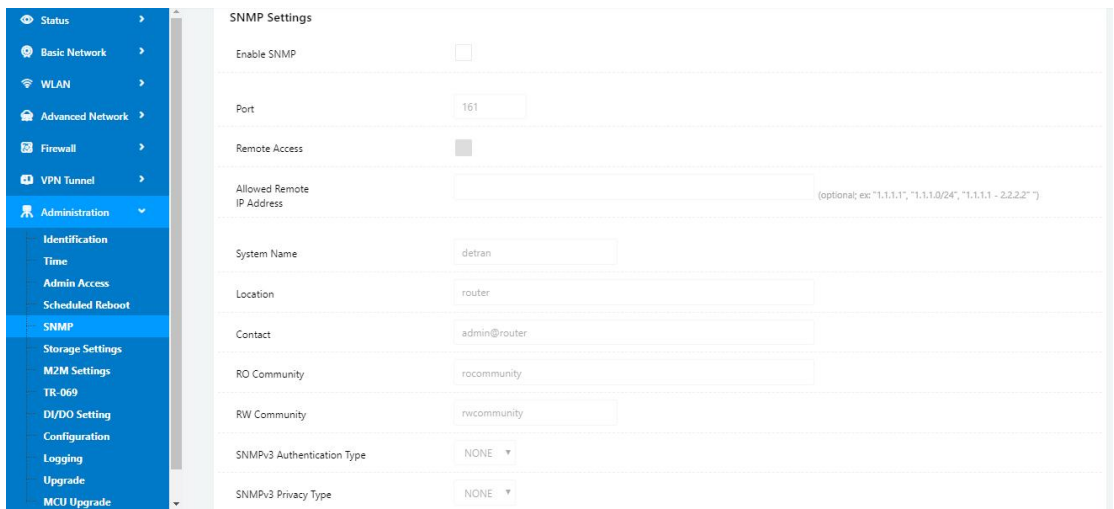 Status
Basic Network
WLAN
Advanced Network
Firewall
VPN Tunnel
Administration
Identification
Time
Admin Access
Scheduled Reboot
SNMP
Storage Settings
M2M Settings
TR-069
DI/DO Setting
Configuration
Logging
Upgrade
MCU Upgrade
SNMP Settings
Enable SNMP
Port
161
Remote Access
Allowed Remote
IP Address
(optional; ex: "1.1.1.1", "1.1.1.0/24", "1.1.1.1 - 2.2.2.2" ")
System Name
detran
Location
router
Contact
admin@router
RO Community
rocommunity
RW Community
rwcommunity
SNMPv3 Authentication Type
NONE
SNMPv3 Privacy Type
NONE